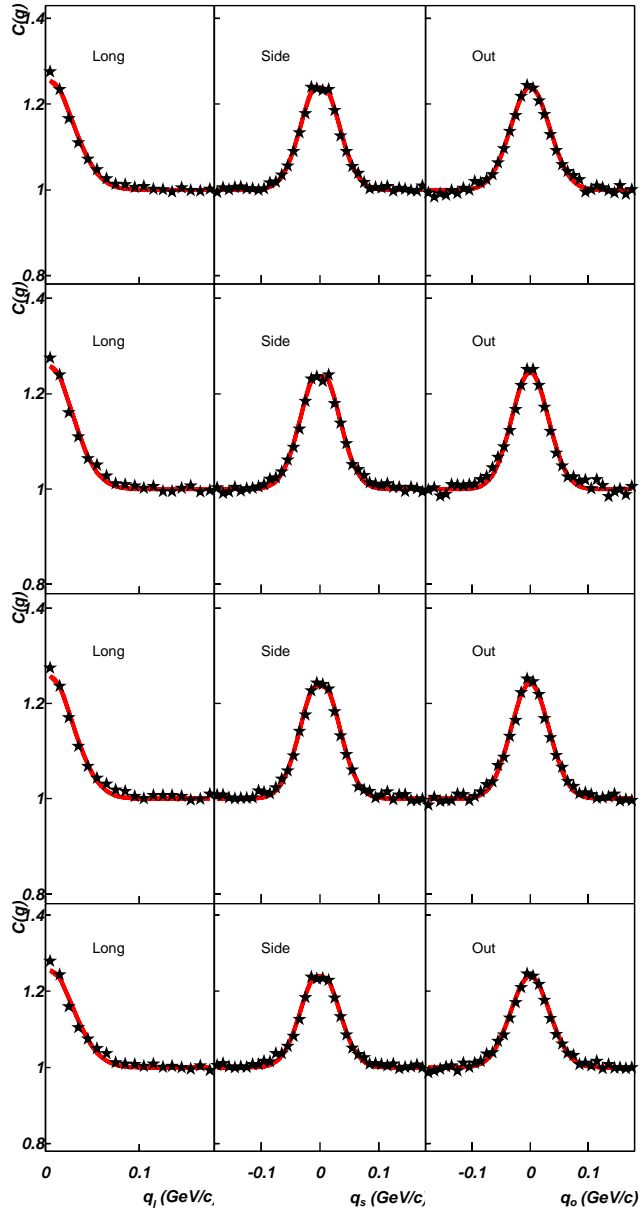 C(g)
1.4
Long Side Out
1.2
1
0.8
C(g)
1.4
Long Side Out
1.2
1
0.8
C(g)
1.4
Long Side Out
1.2
1
0.8
C(g)
1.4
Long Side Out
1.2
1
0.8
0 0.1 -0.1 0 0.1 -0.1 0 0.1
q_l (GeV/c) q_s (GeV/c) q_o (GeV/c)